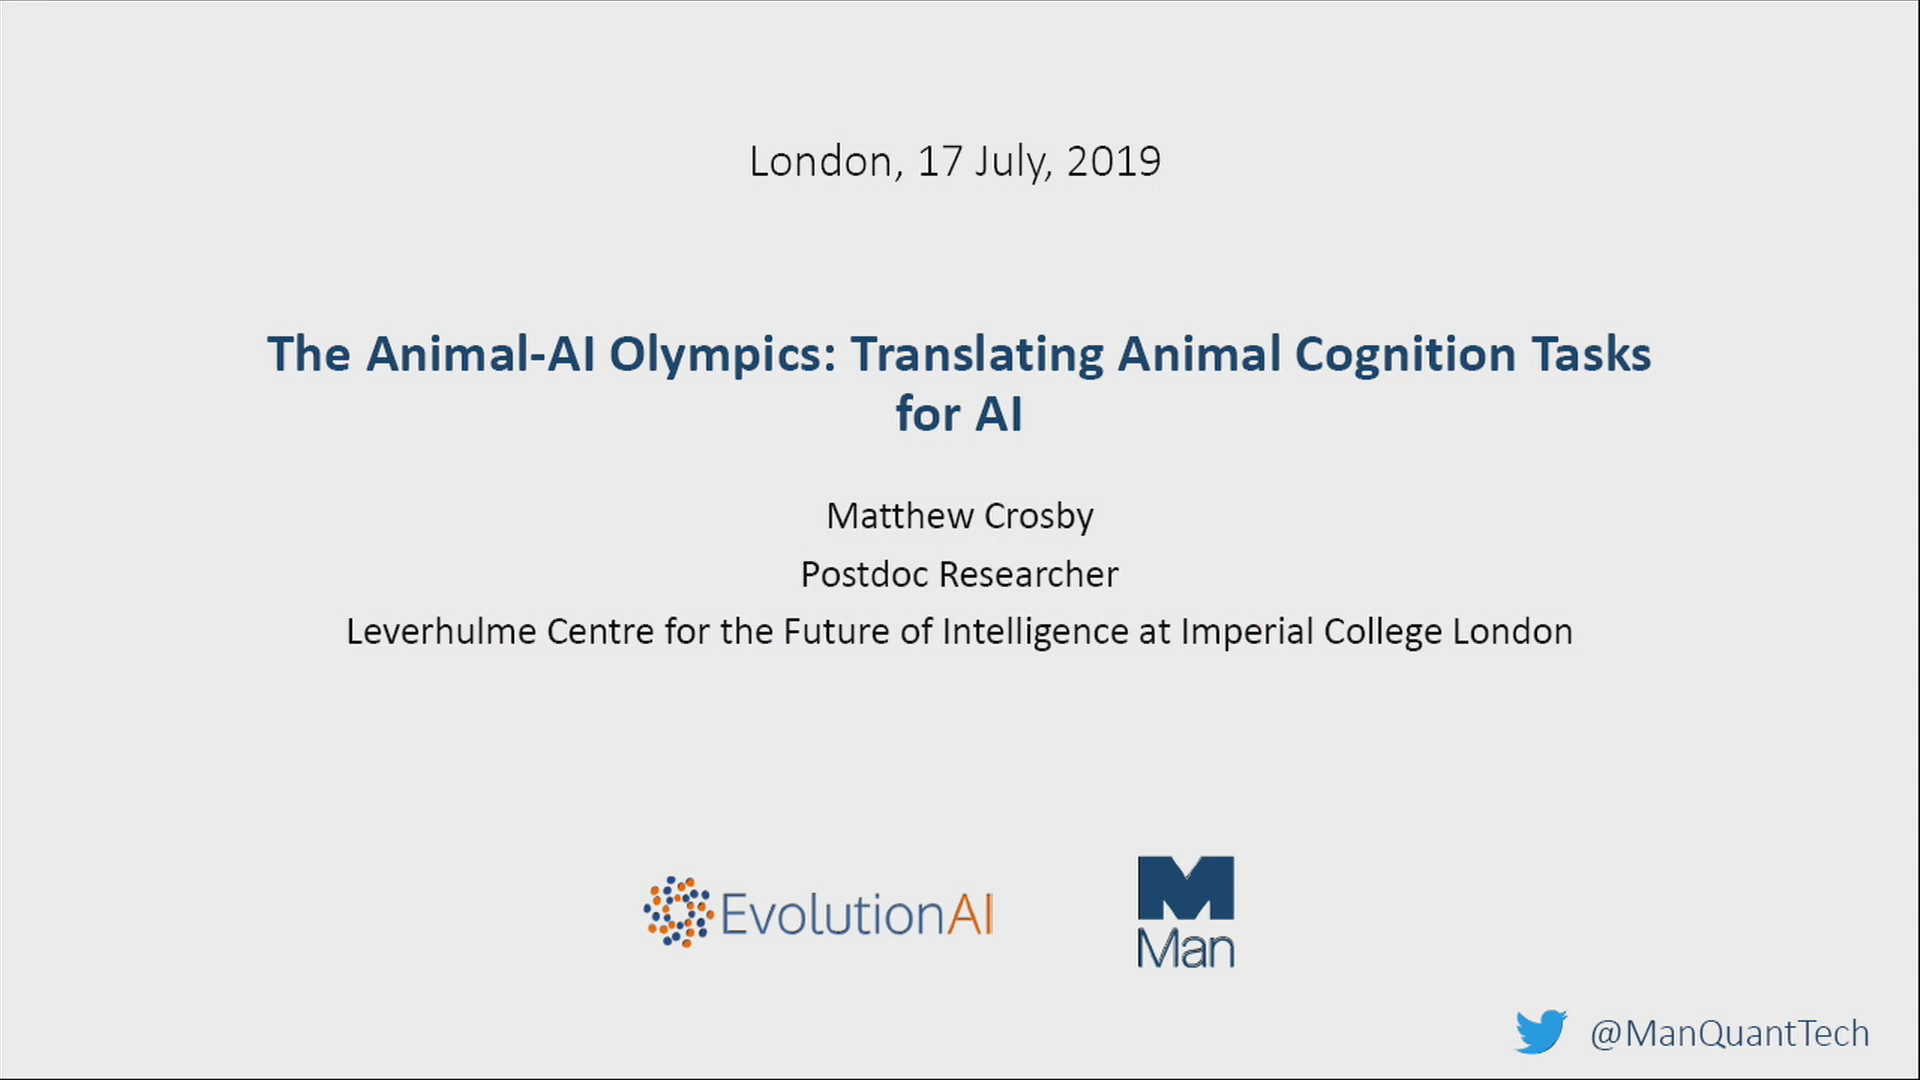 London, 17 July, 2019
The Animal-AI Olympics: Translating Animal Cognition Tasks
for AI
Matthew Crosby
Postdoc Researcher
Leverhulme Centre for the Future of Intelligence at Imperial College London
EvolutionAI
M
Man
@ManQuantTech